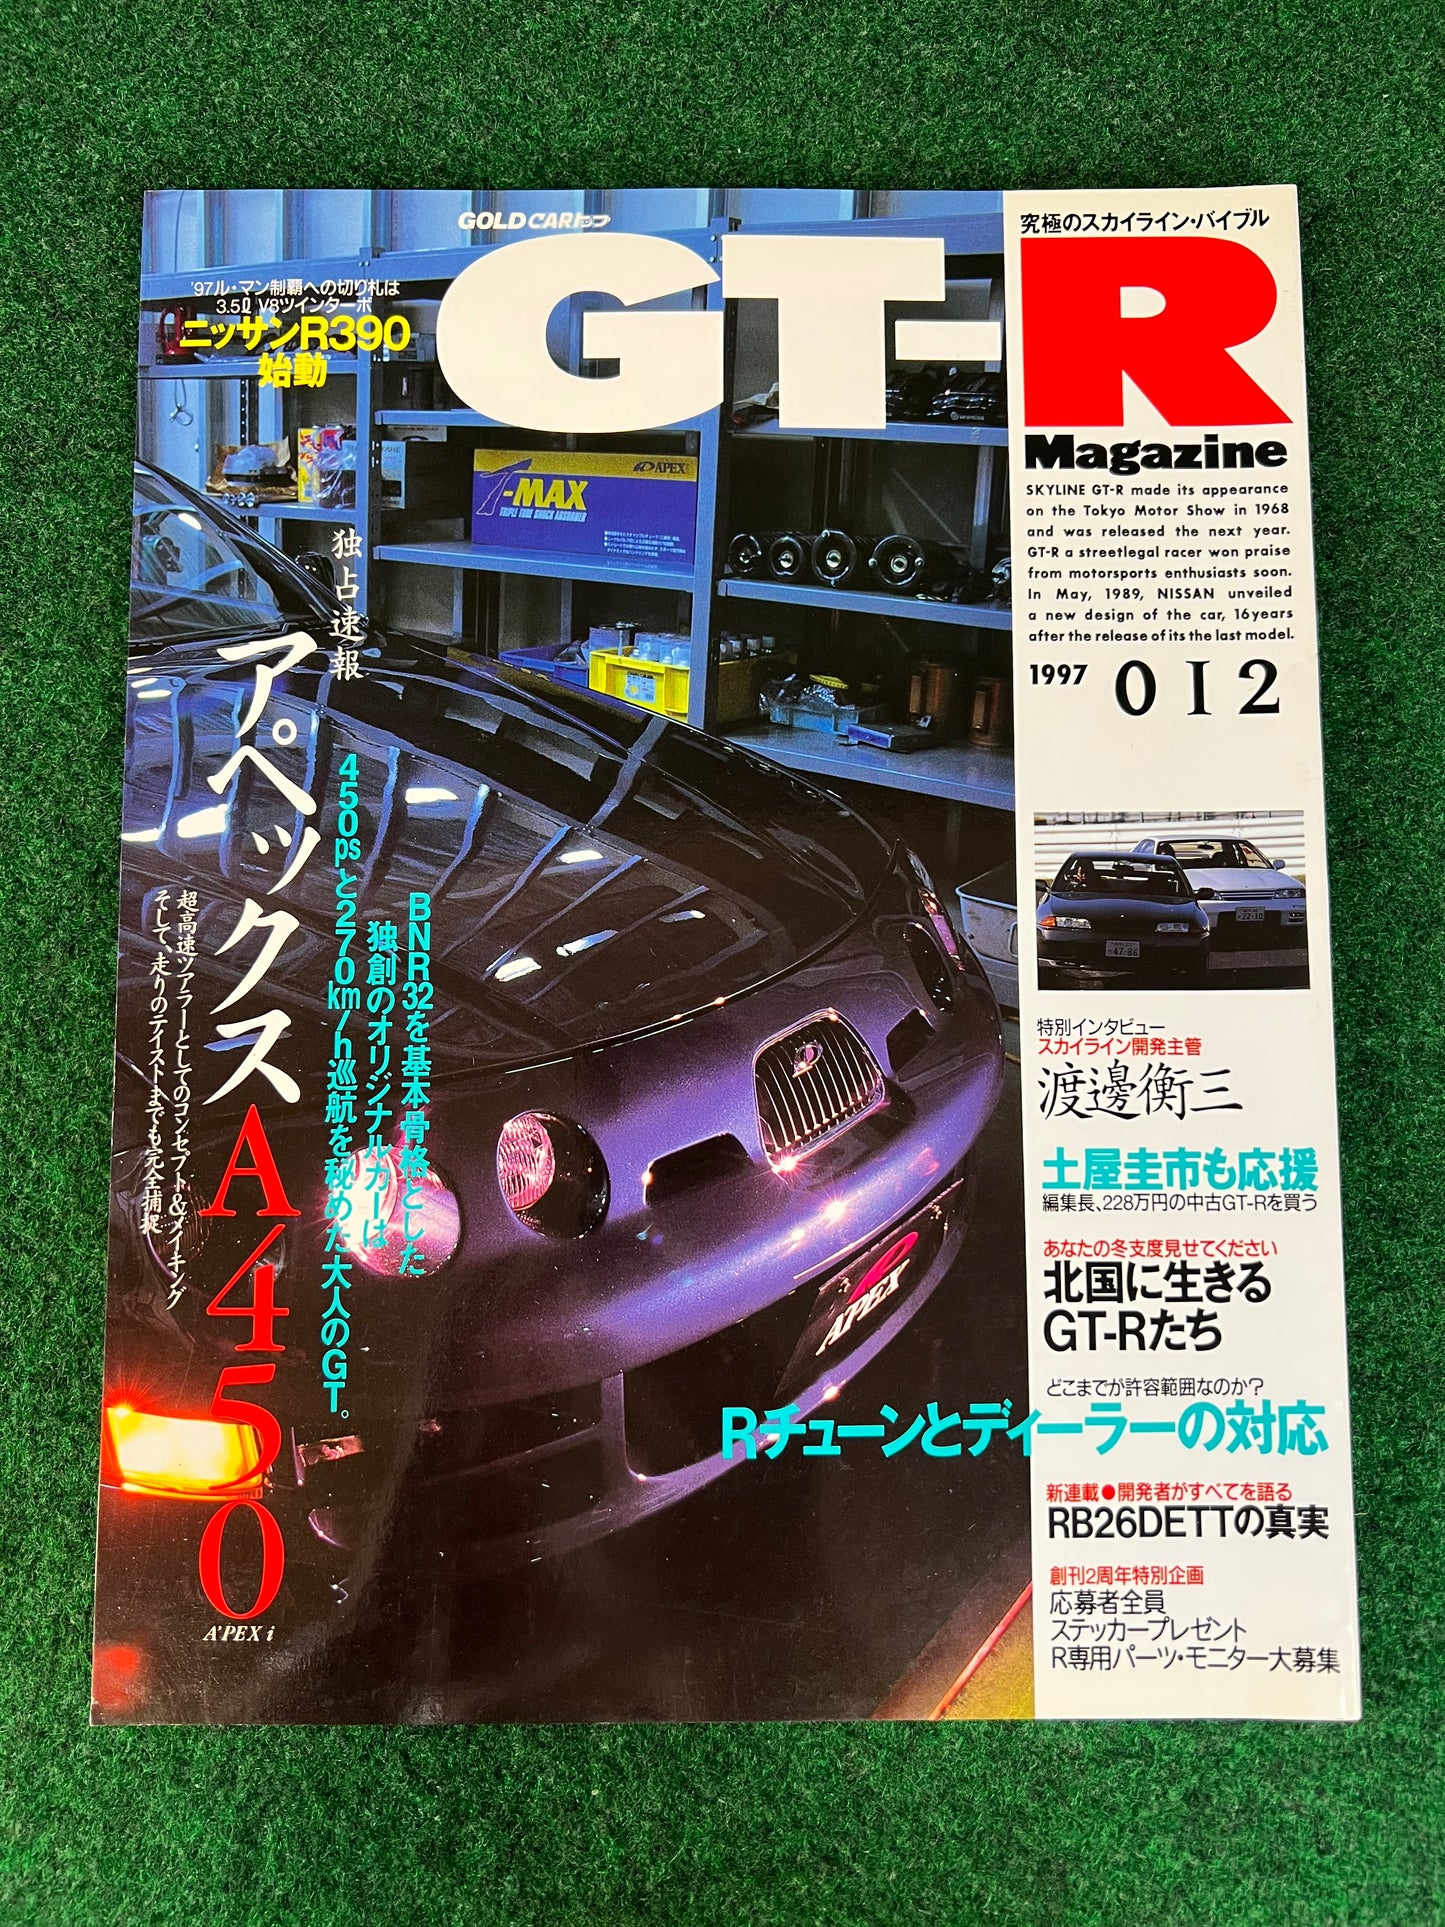 GOLD CARトップ
究極のスカイライン・バイブル
GT-R
Magazine
'97ル・マン制覇への切り札は
3.5ℓ V8ツインターボ
ニッサンR390
始動
SKYLINE GT-R made its appearance
on the Tokyo Motor Show in 1968
and was released the next year.
GT-R a streetlegal racer won praise
from motorsports enthusiasts soon.
In May, 1989, NISSAN unveiled
a new design of the car, 16years
after the release of its the last model.
1997 012
APEX
T-MAX
TRIPLE TUBE SHOCK ABSORBER
独占速報
アペックスA450
A'PEX i
BNR32を基本骨格とした
独創のオリジナルカーは
450psと270km/h巡航を秘めた大人のGT。
超高速ツアラーとしてのコンセプト&メイキング
そして、走りのテイストまでも完全捕捉
APEX
22-30
47-86
特別インタビュー
スカイライン開発主管
渡邊衡三
土屋圭市も応援
編集長、228万円の中古GT-Rを買う
あなたの冬支度見せてください
北国に生きる
GT-Rたち
どこまでが許容範囲なのか?
Rチューンとディーラーの対応
新連載●開発者がすべてを語る
RB26DETTの真実
創刊2周年特別企画
応募者全員
ステッカープレゼント
R専用パーツ・モニター大募集